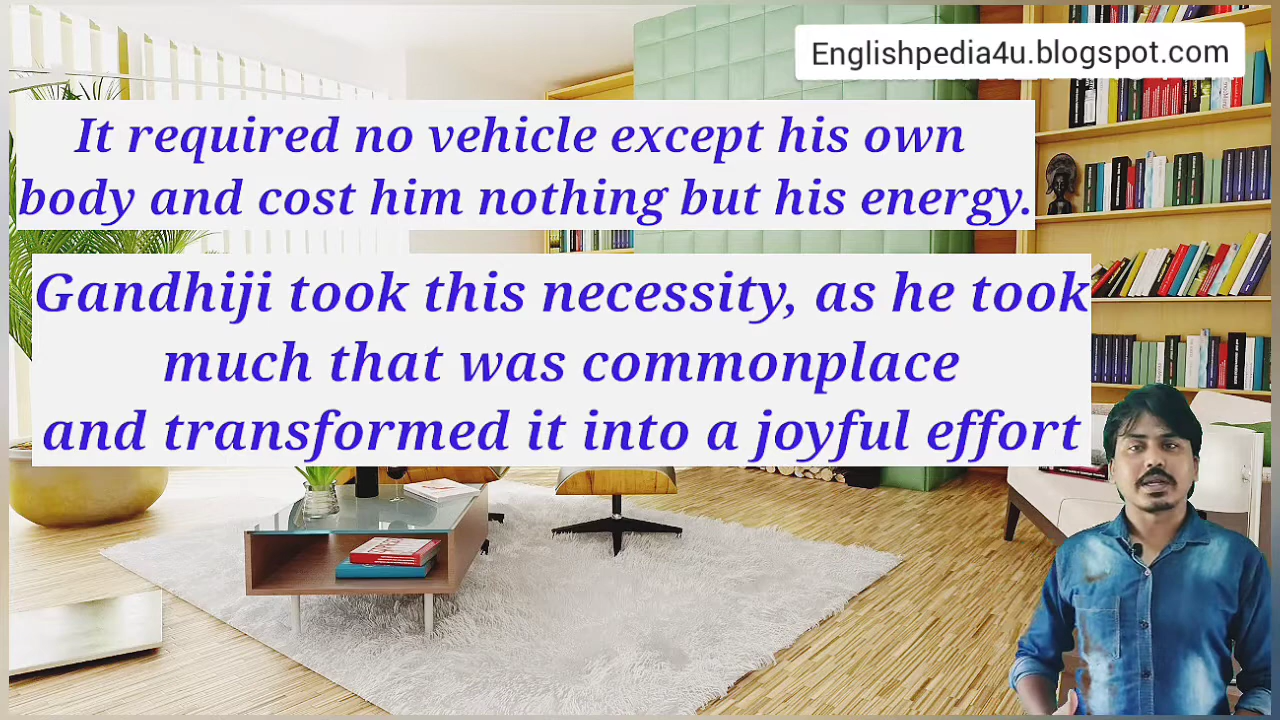 Englishpedia4u.blogspot.com
It required no vehicle except his own
body and cost him nothing but his energy.
Gandhiji took this necessity, as he took
much that was commonplace
and transformed it into a joyful effort